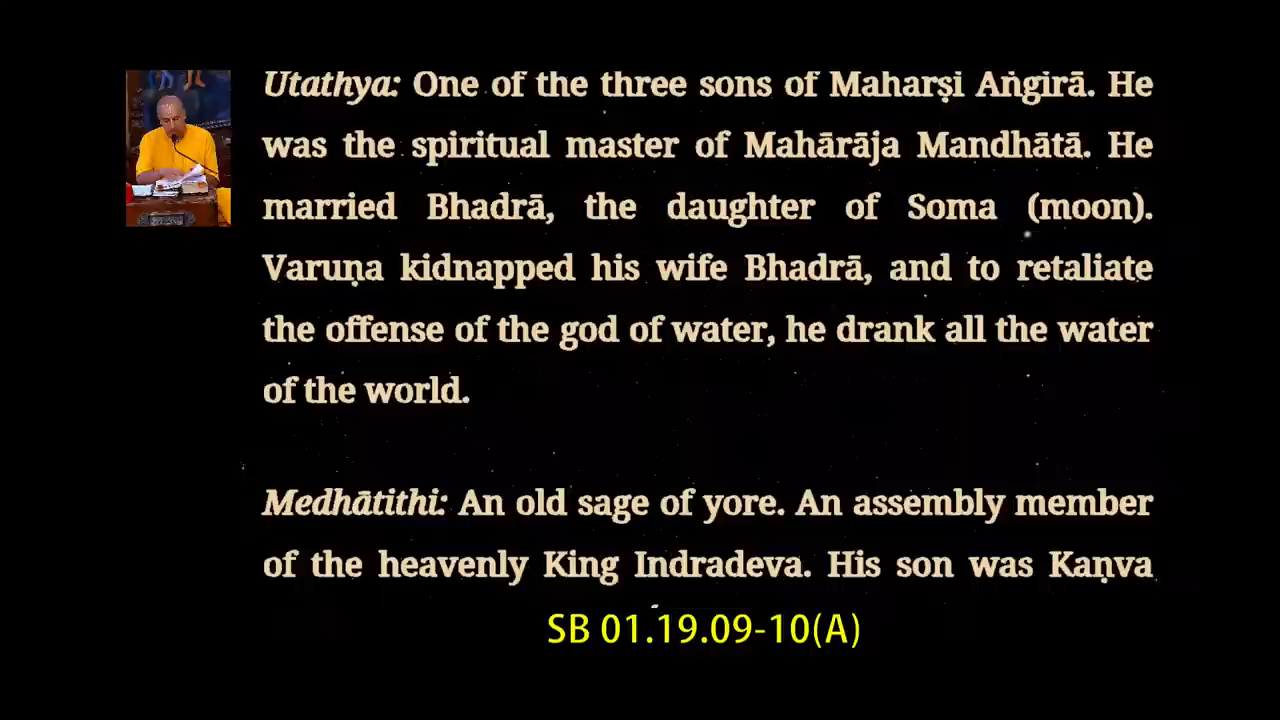 Utathya: One of the three sons of Maharṣi Aṅgirā. He
was the spiritual master of Mahārāja Mandhātā. He
married Bhadrā, the daughter of Soma (moon).
Varuṇa kidnapped his wife Bhadrā, and to retaliate
the offense of the god of water, he drank all the water
of the world.
Medhātithi: An old sage of yore. An assembly member
of the heavenly King Indradeva. His son was Kaṇva
SB 01.19.09-10(A)